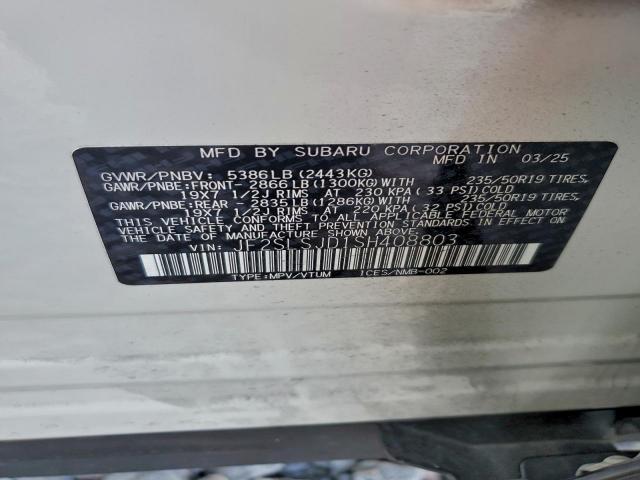 MFD BY SUBARU CORPORATION MFD IN 03/25
GVWR/PNBV: 5386LB(2443KG)
GAWR/PNBE:FRONT- 2866LB(1300KG)WITH 235/50R19 TIRES,
19X7 1/2J RIMS AT 230 KPA (33 PSI)COLD
GAWR/PNBE:REAR - 2835LB(1286KG)WITH 235/50R19 TIRES,
19X7 1/2J RIMS AT 220 KPA (32 PSI)COLD
THIS VEHICLE CONFORMS TO ALL APPLICABLE FEDERAL MOTOR
VEHICLE SAFETY, BUMPER, AND THEFT PREVENTION STANDARDS IN EFFECT ON
THE DATE OF MANUFACTURE SHOWN ABOVE.
VIN: JF2SLSJD1SH408803
TYPE:MPV/VTUM ICES/NMB-002